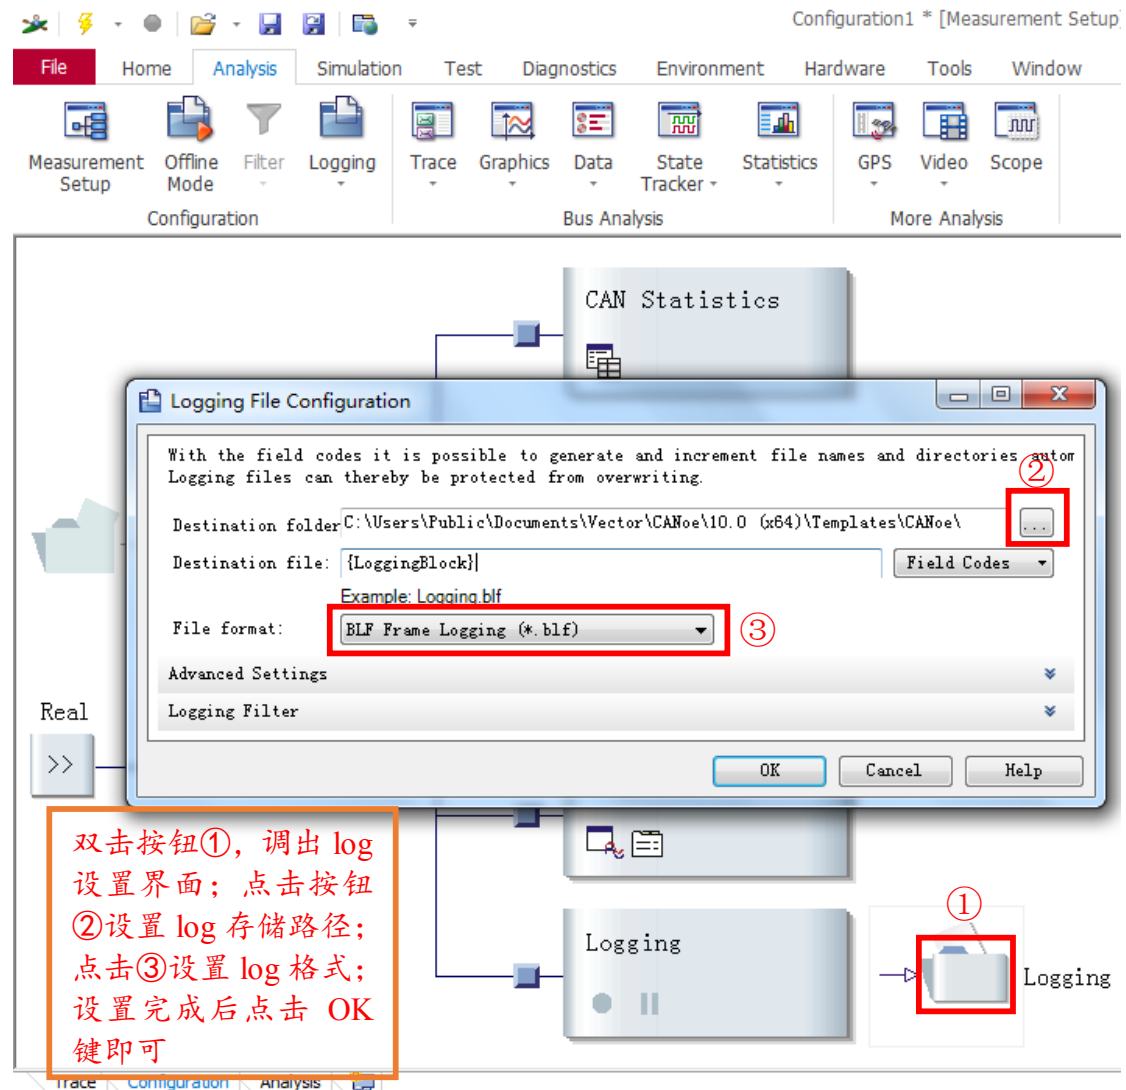 Configuration1 * [Measurement Setup]
File Home Analysis Simulation Test Diagnostics Environment Hardware Tools Window
Measurement Setup
Offline Mode
Filter
Logging
Trace
Graphics
Data
State Tracker
Statistics
GPS
Video
Scope
Configuration
Bus Analysis
More Analysis
CAN Statistics
Logging File Configuration
With the field codes it is possible to generate and increment file names and directories autom
Logging files can thereby be protected from overwriting.
②
Destination folder C:\Users\Public\Documents\Vector\CANoe\10.0 (x64)\Templates\CANoe\ ...
Destination file: {LoggingBlock} Field Codes
Example: Logging.blf
File format: BLF Frame Logging (*.blf) ③
Advanced Settings
Logging Filter
OK Cancel Help
Real
>>
双击按钮①，调出 log
设置界面；点击按钮
②设置 log 存储路径；
点击③设置 log 格式；
设置完成后点击 OK
键即可
Logging
①
Logging
Trace Configuration Analysis